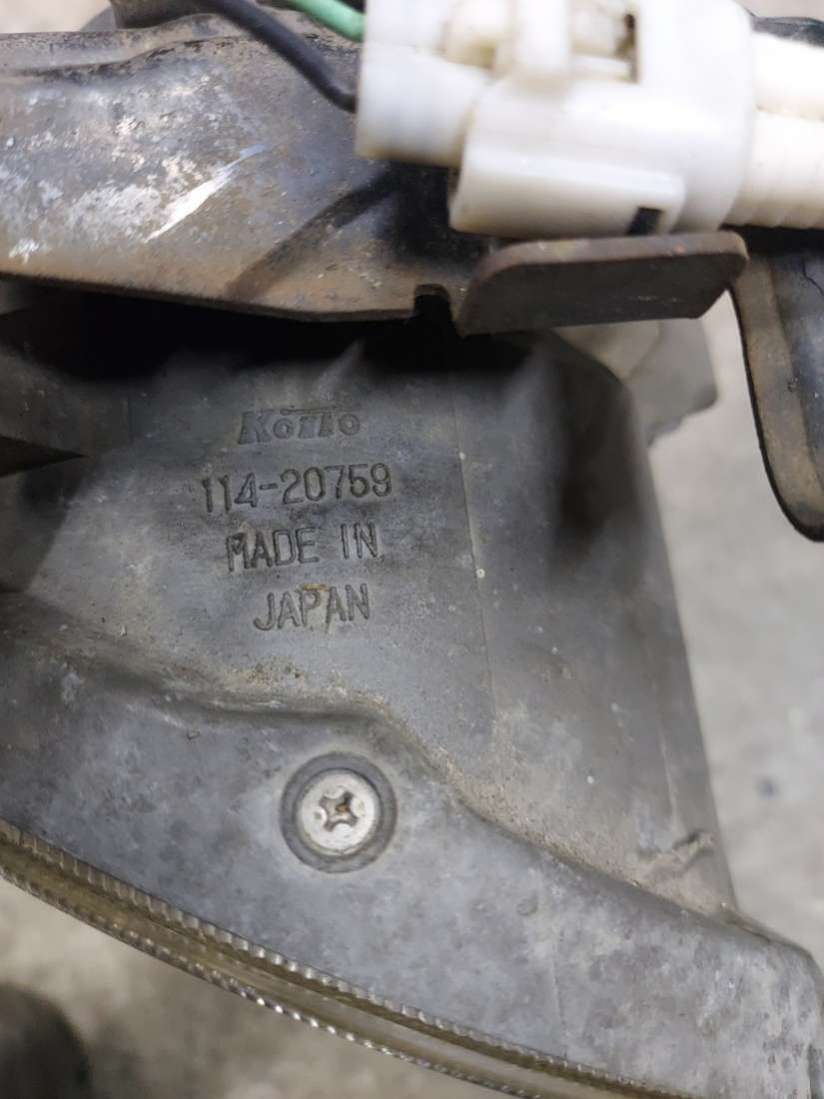 KOITO
114-20759
MADE IN
JAPAN